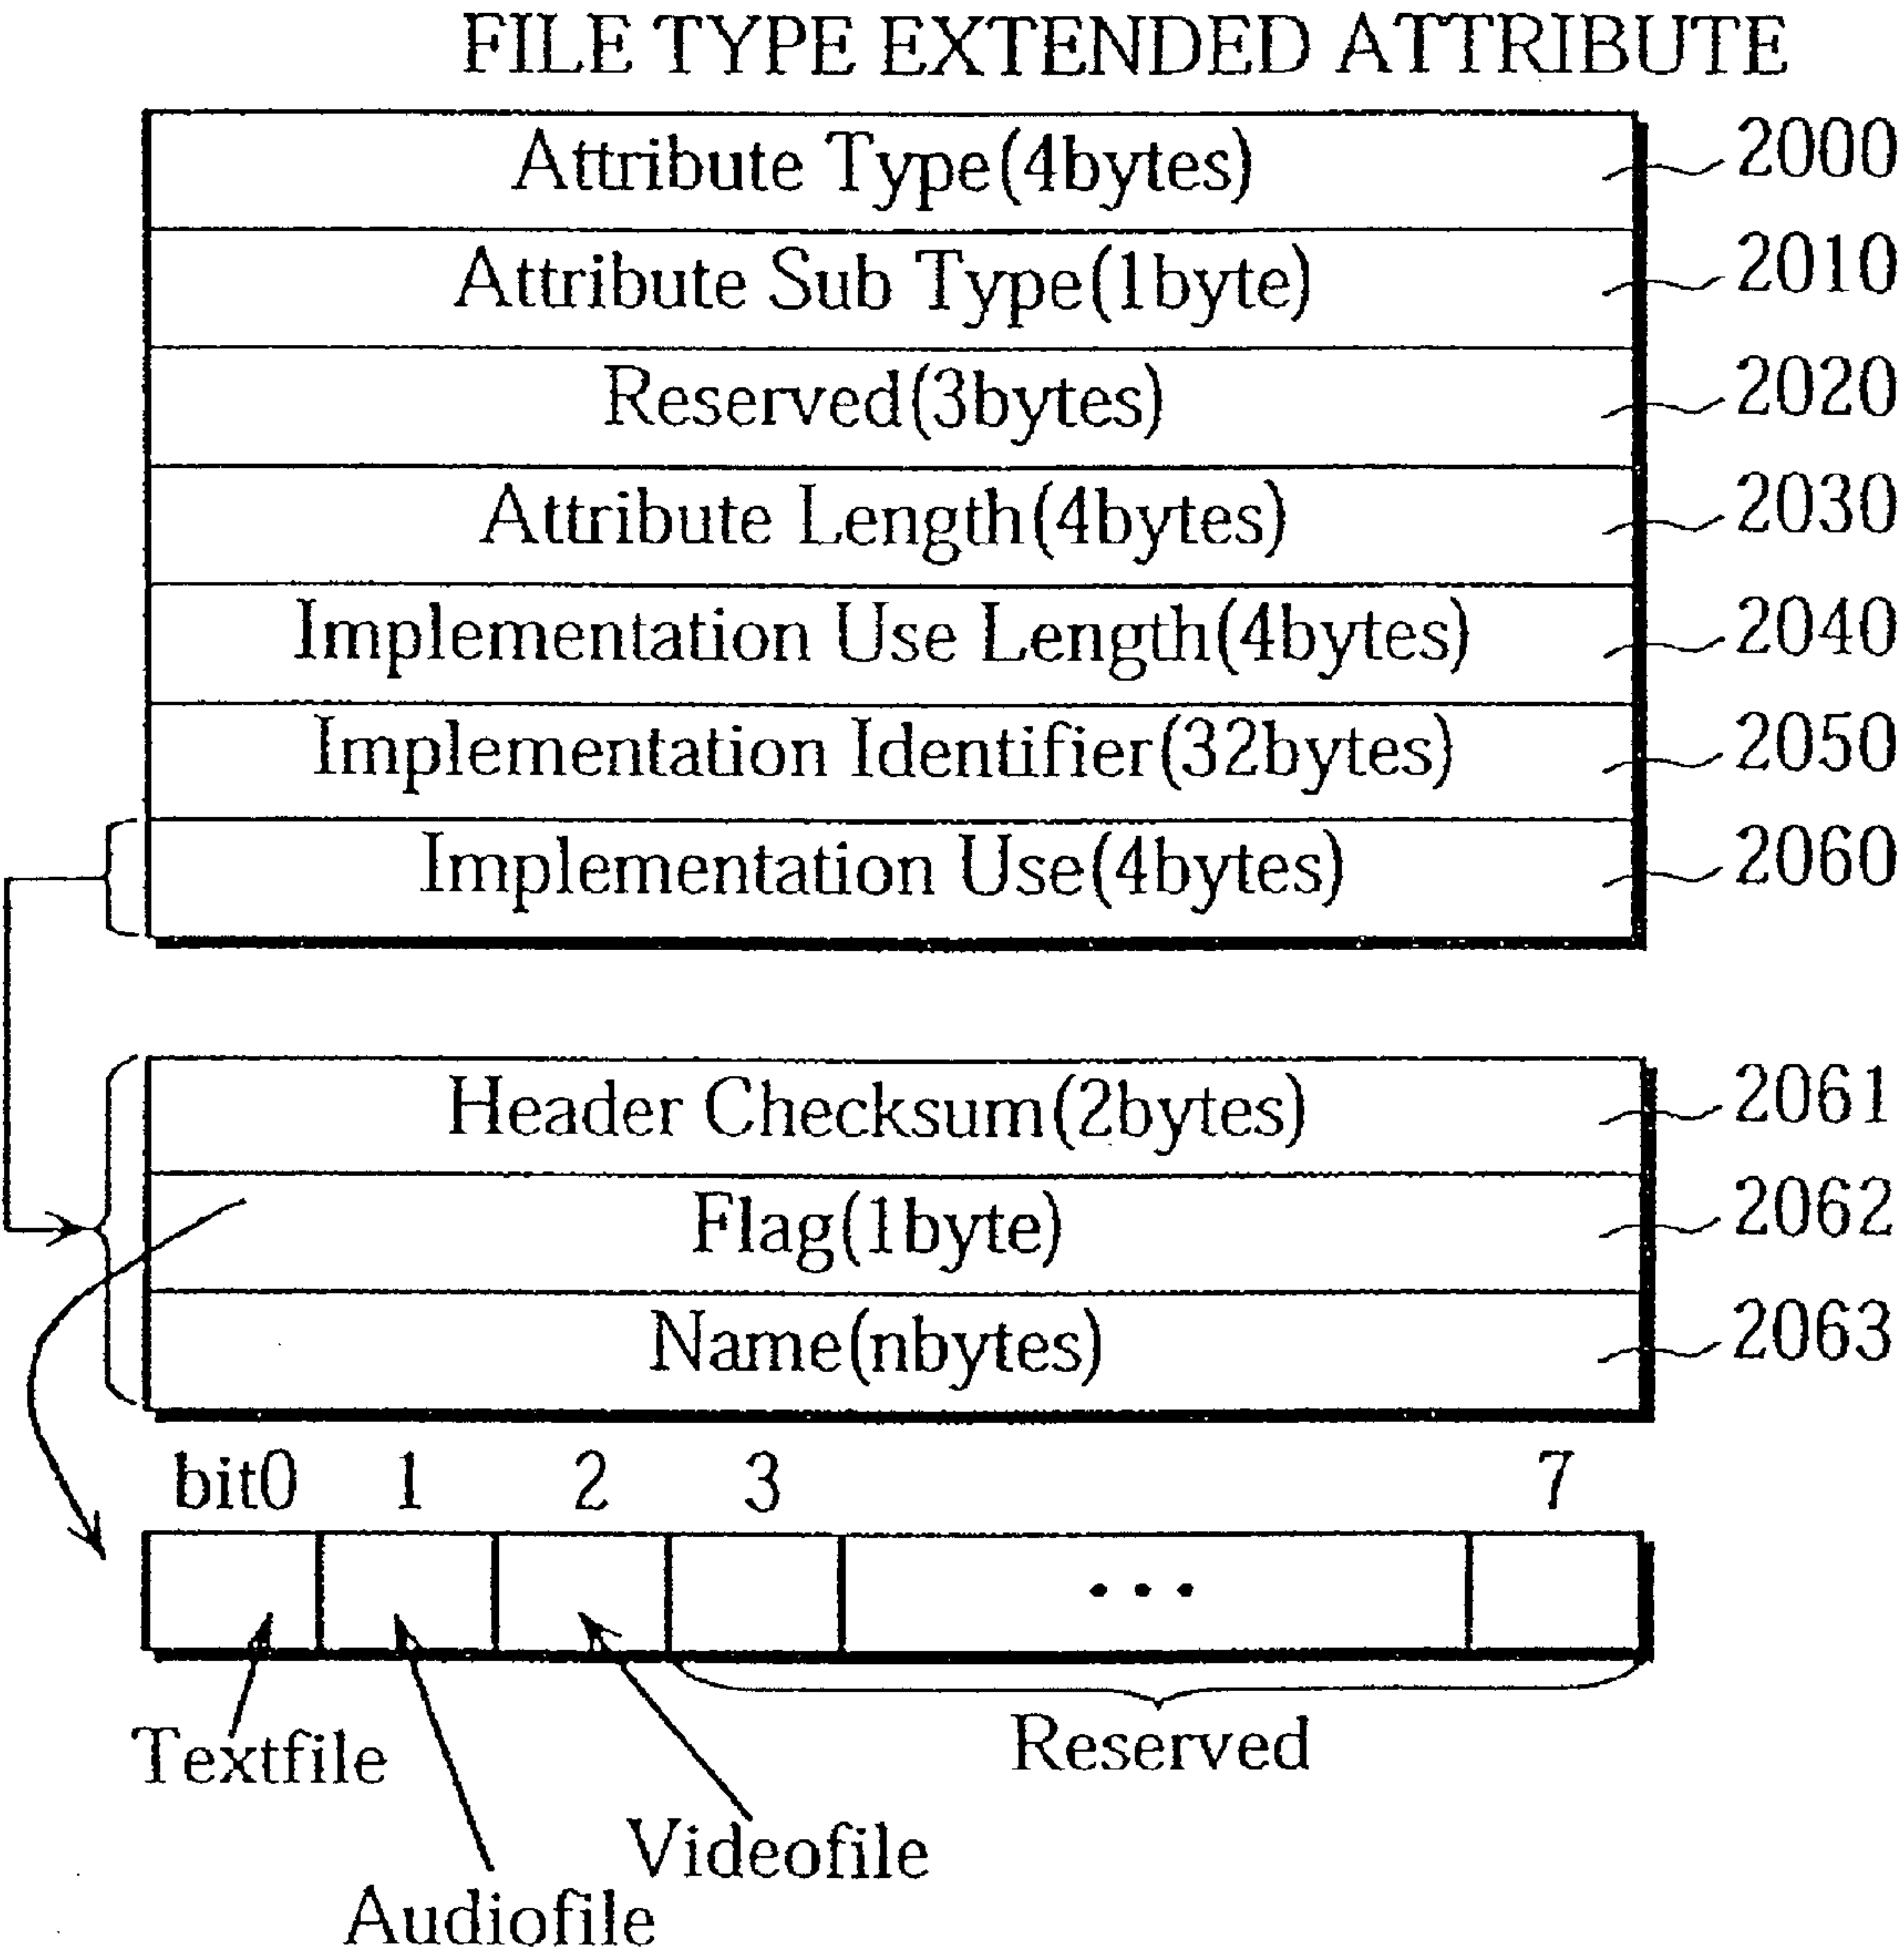 FILE TYPE EXTENDED ATTRIBUTE
Attribute Type(4bytes) 2000
Attribute Sub Type(1byte) 2010
Reserved(3bytes) 2020
Attribute Length(4bytes) 2030
Implementation Use Length(4bytes) 2040
Implementation Identifier(32bytes) 2050
Implementation Use(4bytes) 2060
Header Checksum(2bytes) 2061
Flag(1byte) 2062
Name(nbytes) 2063
bit0 1 2 3 7
...
Textfile Reserved
Videofile
Audiofile